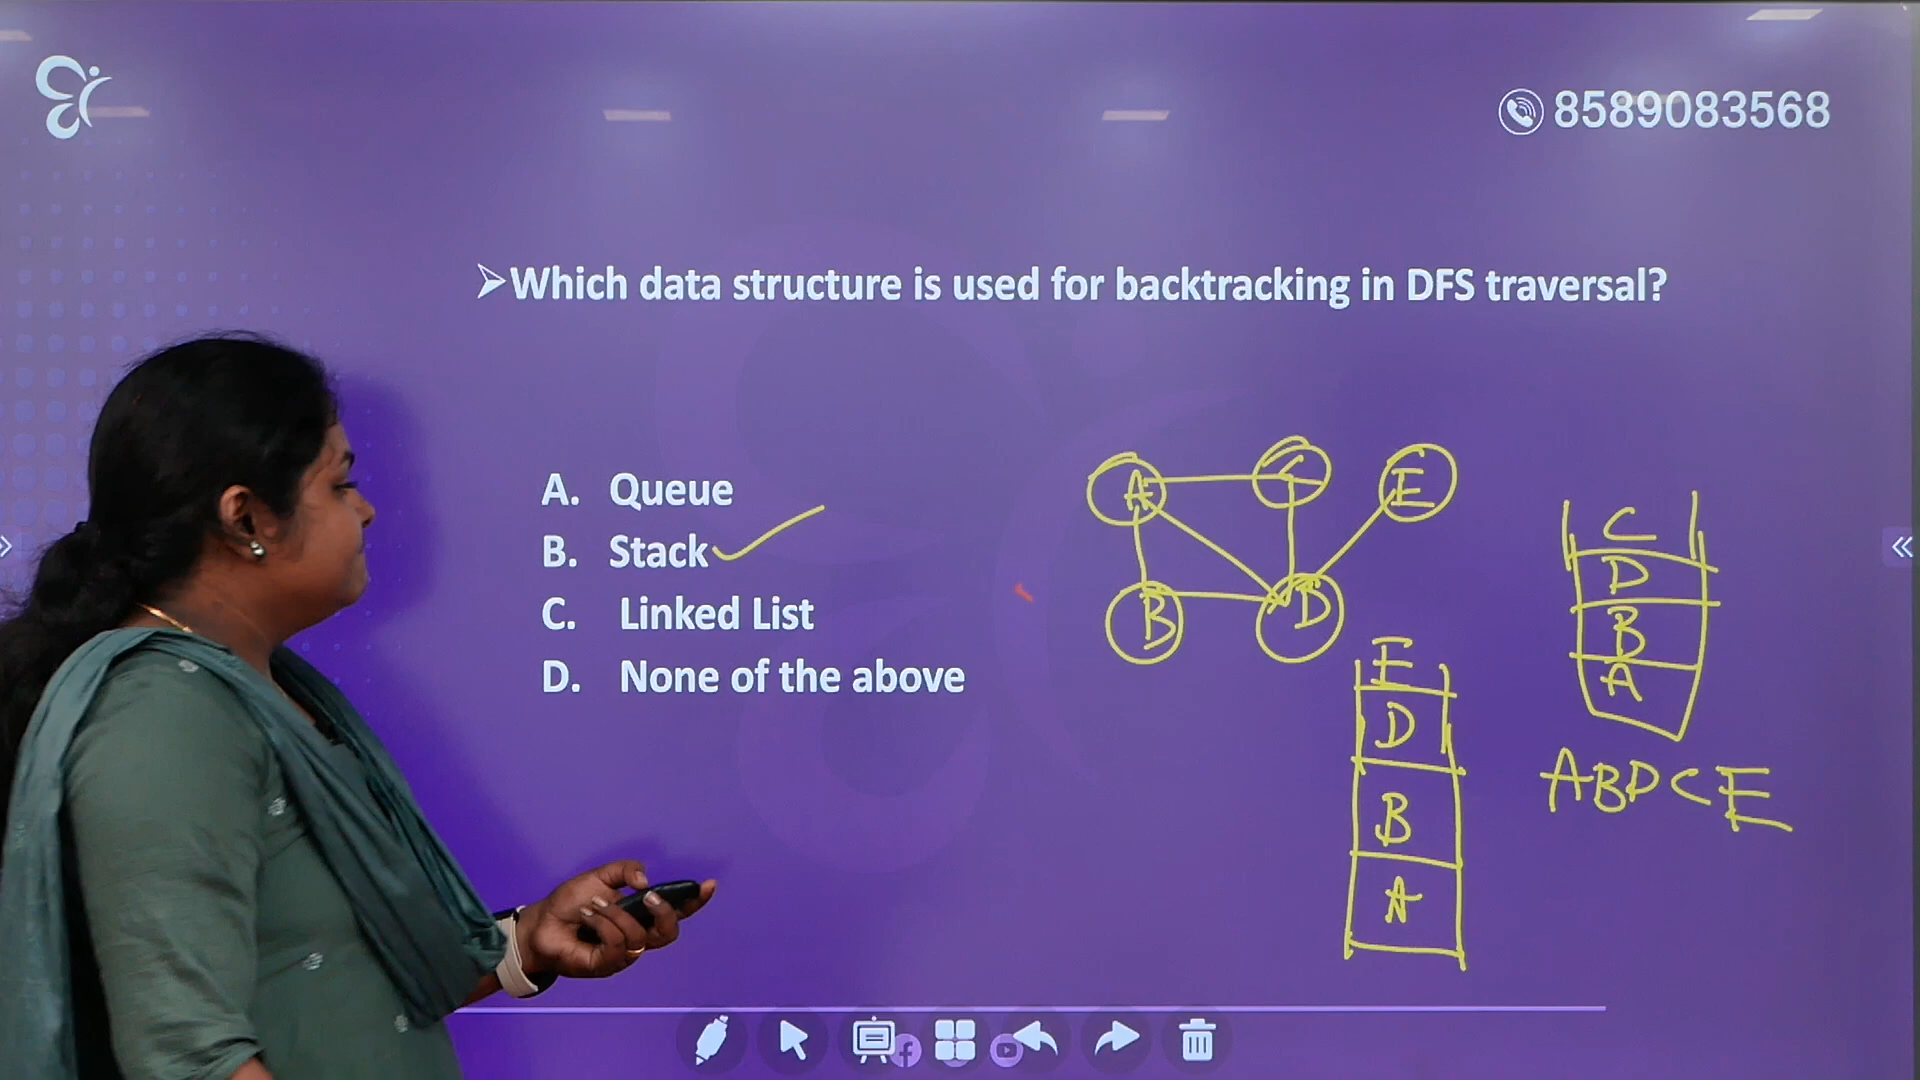 8589083568
➢Which data structure is used for backtracking in DFS traversal?
A. Queue
B. Stack
C. Linked List
D. None of the above
A
C
E
B
D
C
D
B
A
E
D
B
A
ABDCE